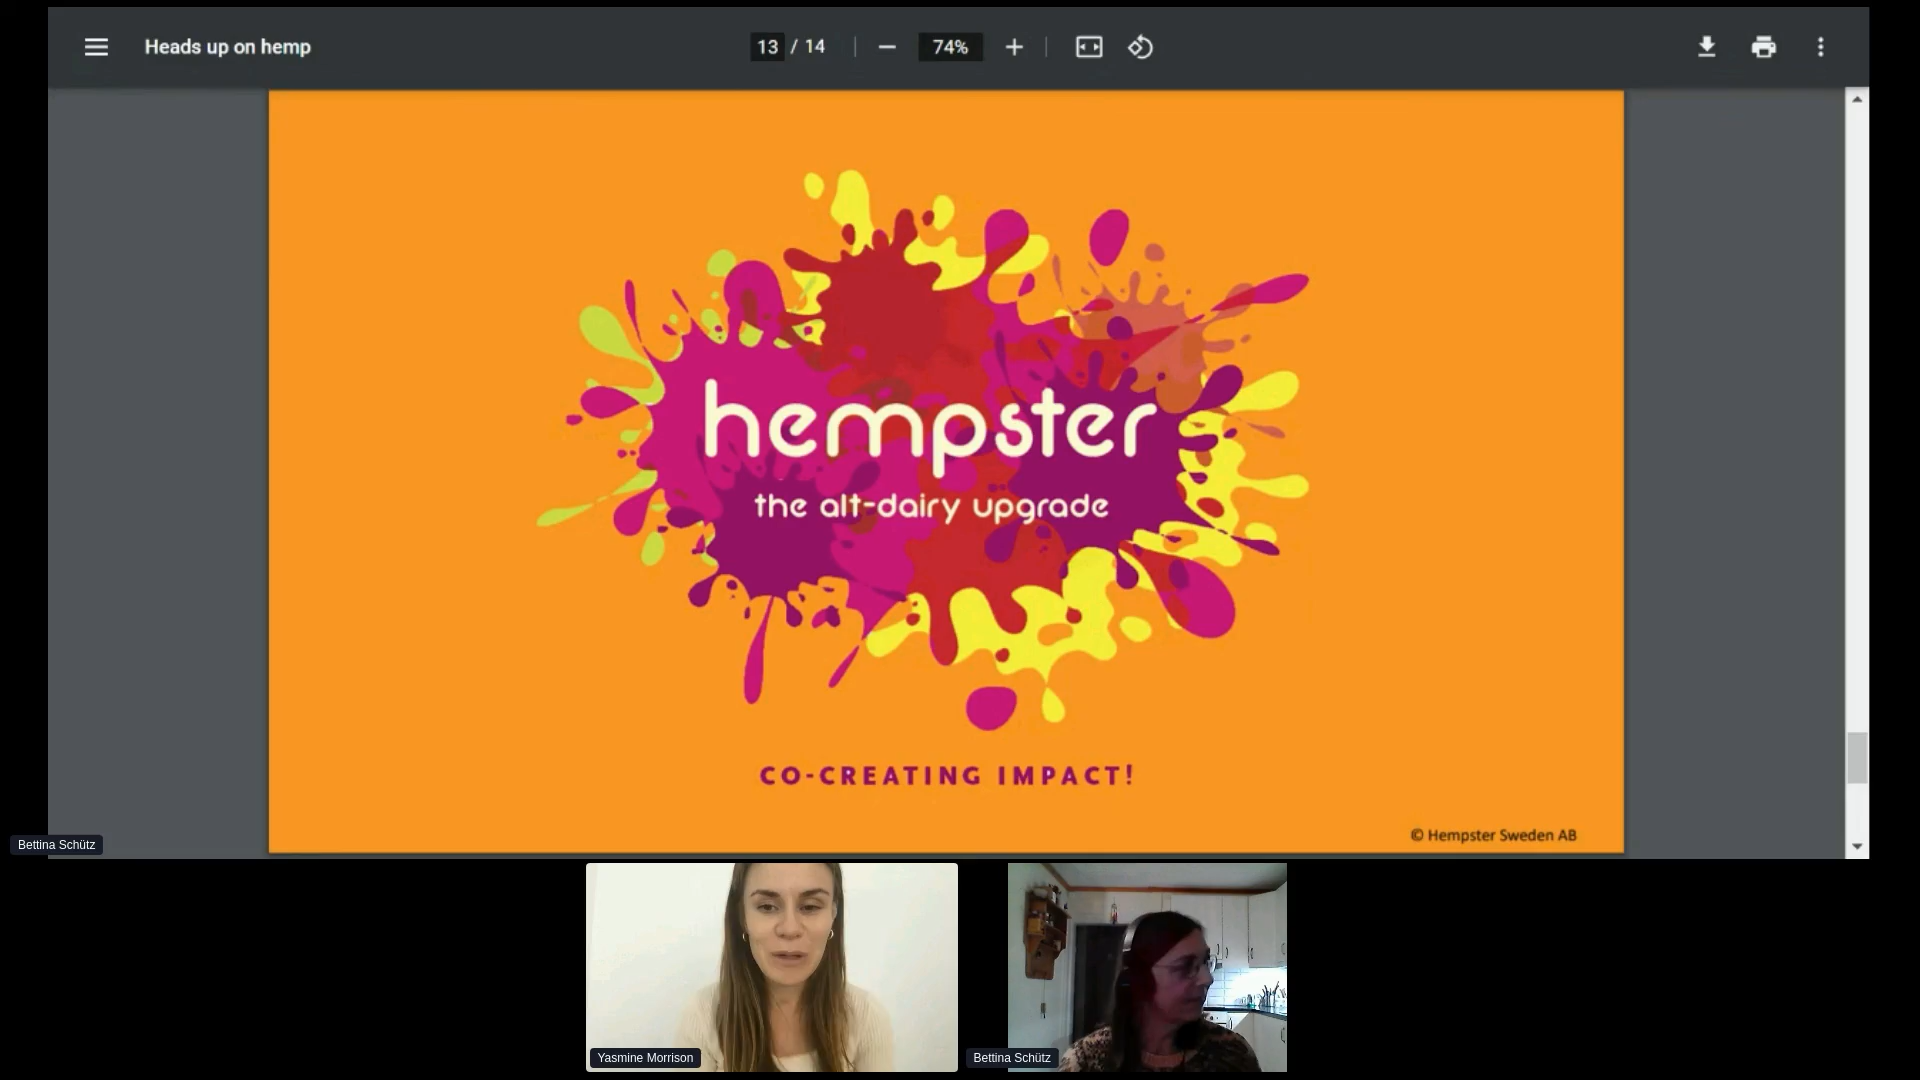 Heads up on hemp
13 / 14
74%
hempster
the alt-dairy upgrade
CO-CREATING IMPACT!
© Hempster Sweden AB
Bettina Schütz
Yasmine Morrison
Bettina Schütz